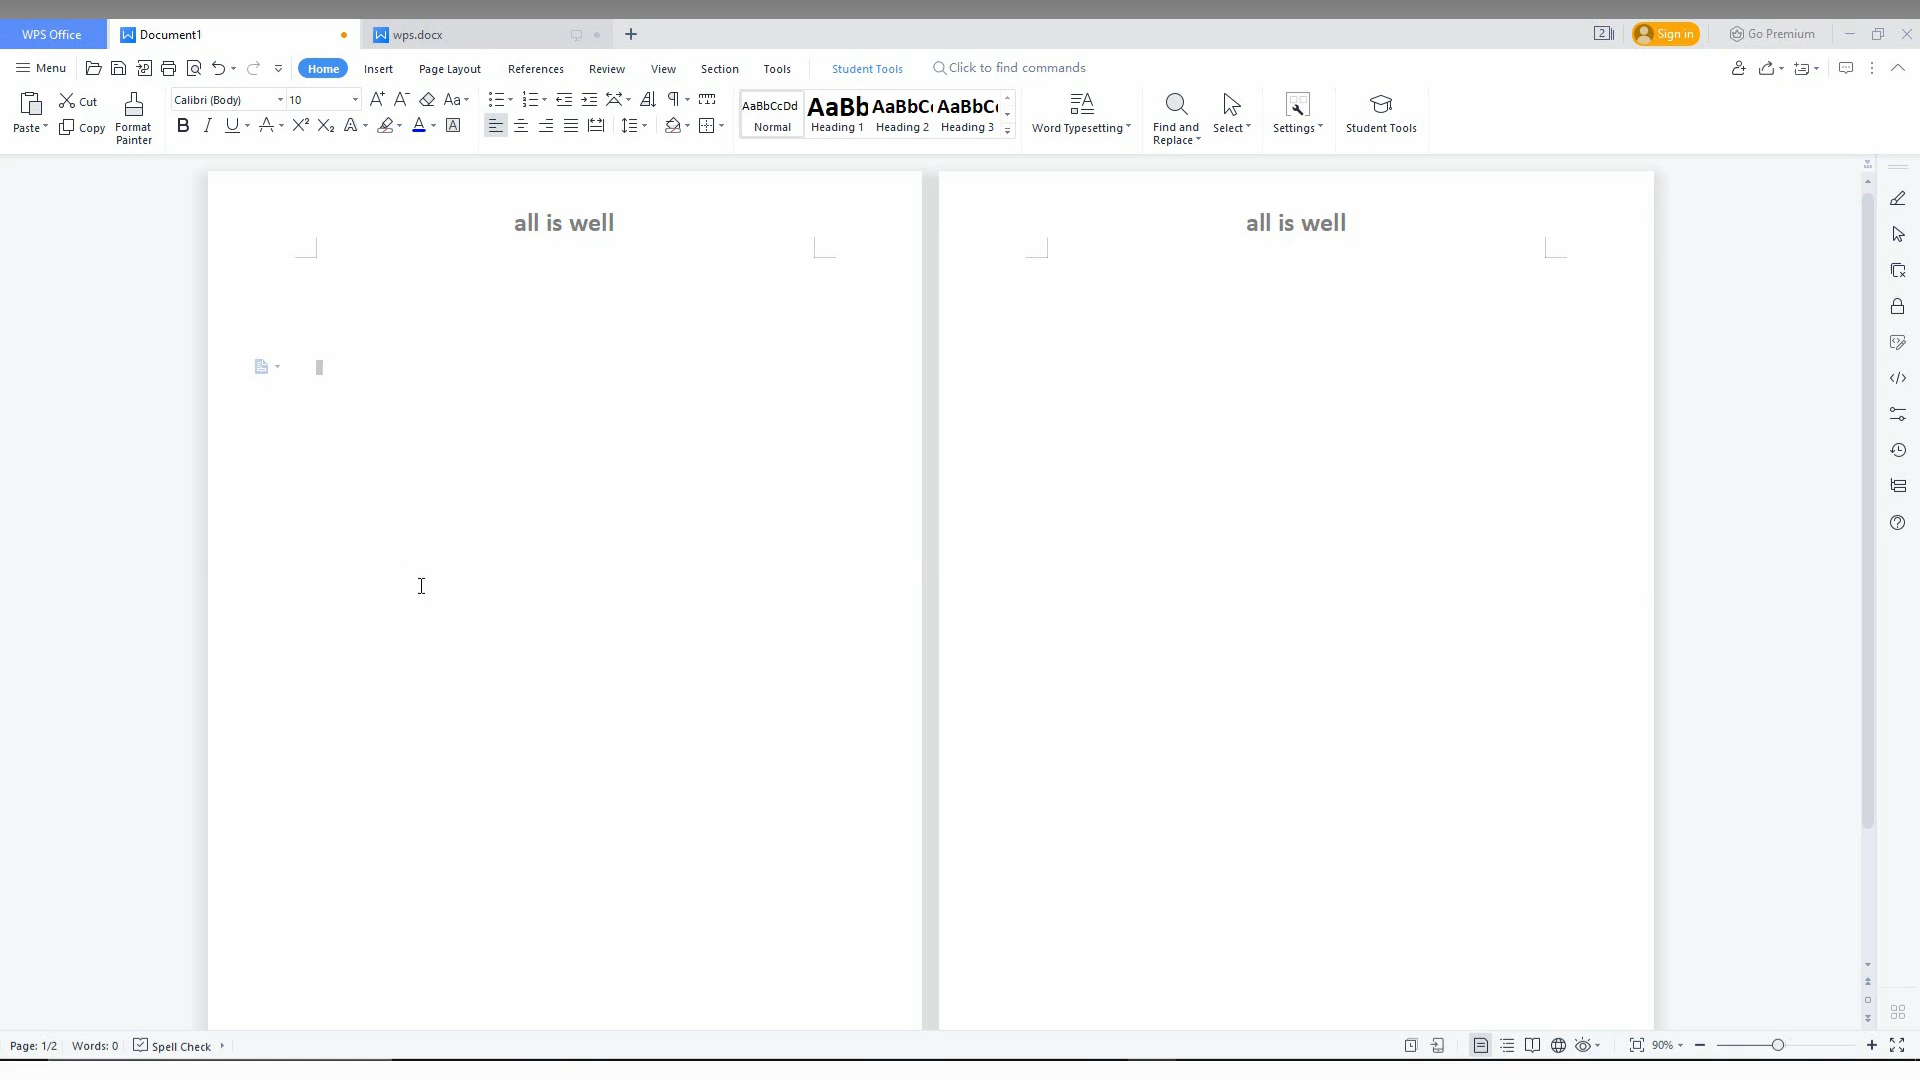 WPS Office Document1 wps.docx 2 Sign in Go Premium
Menu Home Insert Page Layout References Review View Section Tools Student Tools Click to find commands
Paste Cut Copy Format Painter
Calibri (Body) 10
AaBbCcDd AaBb AaBbC AaBbC
Normal Heading 1 Heading 2 Heading 3
Word Typesetting Find and Replace Select Settings Student Tools
all is well all is well
Page: 1/2 Words: 0 Spell Check 90%